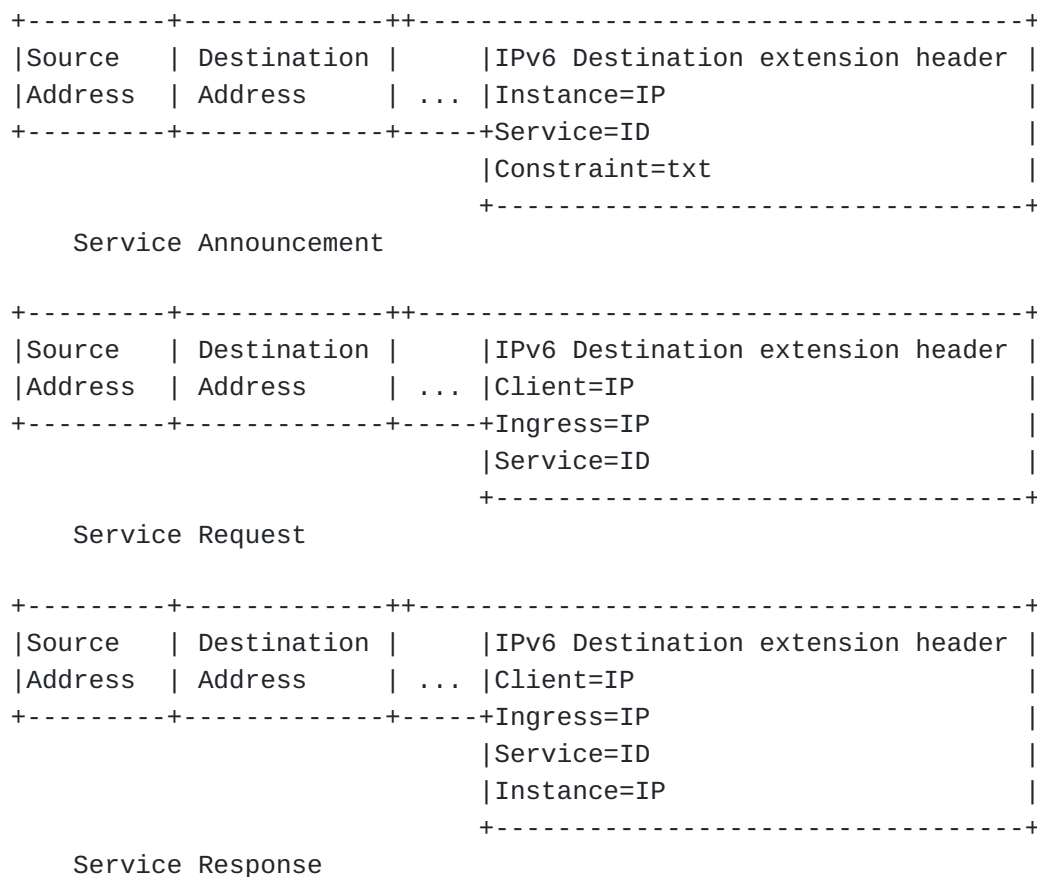 +---------+-------------++---------------------------------------+
|Source   | Destination |     |IPv6 Destination extension header |
|Address  | Address     | ... |Instance=IP                       |
+---------+-------------+-----+Service=ID                        |
                              |Constraint=txt                    |
                              +----------------------------------+
    Service Announcement

+---------+-------------++---------------------------------------+
|Source   | Destination |     |IPv6 Destination extension header |
|Address  | Address     | ... |Client=IP                         |
+---------+-------------+-----+Ingress=IP                        |
                              |Service=ID                        |
                              +----------------------------------+
    Service Request

+---------+-------------++---------------------------------------+
|Source   | Destination |     |IPv6 Destination extension header |
|Address  | Address     | ... |Client=IP                         |
+---------+-------------+-----+Ingress=IP                        |
                              |Service=ID                        |
                              |Instance=IP                       |
                              +----------------------------------+
    Service Response